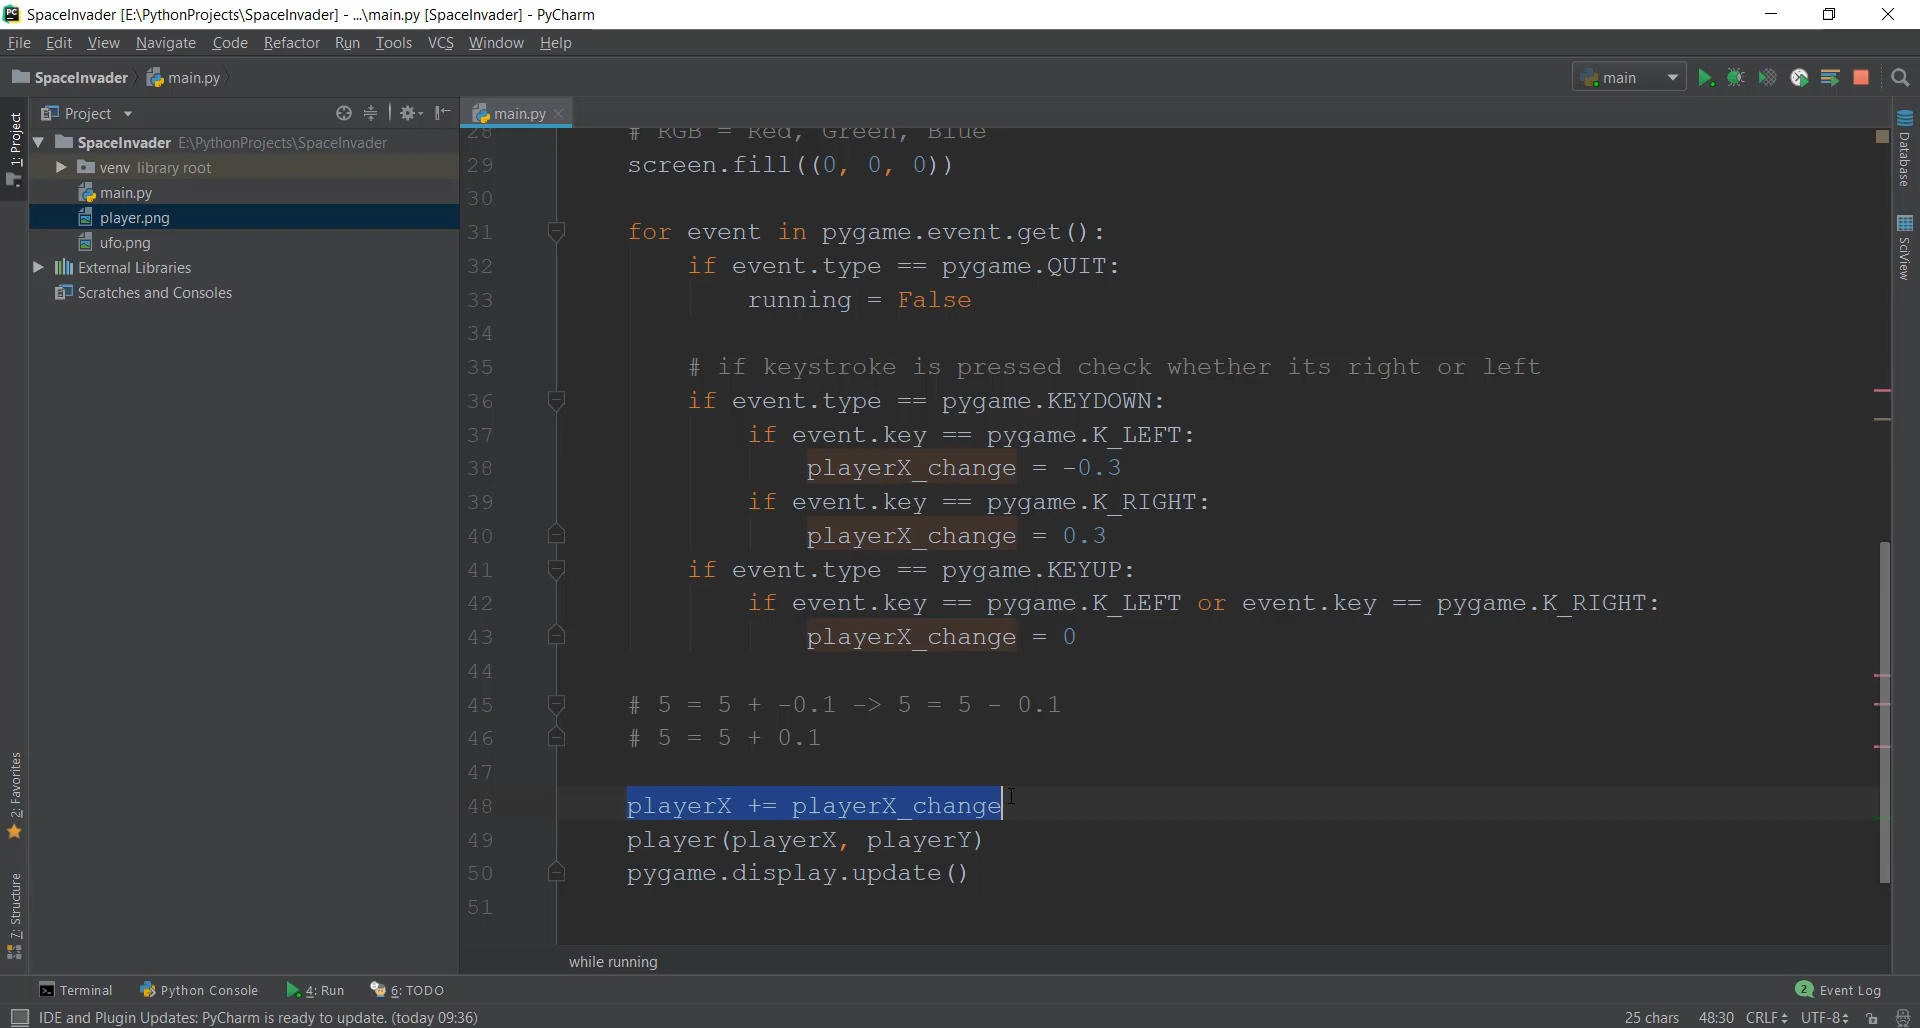 SpaceInvader [E:\PythonProjects\SpaceInvader] - ...\main.py [SpaceInvader] - PyCharm
File Edit View Navigate Code Refactor Run Tools VCS Window Help
SpaceInvader main.py
main
Project
main.py
1: Project
SpaceInvader E:\PythonProjects\SpaceInvader
venv library root
main.py
player.png
ufo.png
External Libraries
Scratches and Consoles
28 # RGB = Red, Green, Blue
29 screen.fill((0, 0, 0))
30
31 for event in pygame.event.get():
32 if event.type == pygame.QUIT:
33 running = False
34
35 # if keystroke is pressed check whether its right or left
36 if event.type == pygame.KEYDOWN:
37 if event.key == pygame.K_LEFT:
38 playerX_change = -0.3
39 if event.key == pygame.K_RIGHT:
40 playerX_change = 0.3
41 if event.type == pygame.KEYUP:
42 if event.key == pygame.K_LEFT or event.key == pygame.K_RIGHT:
43 playerX_change = 0
44
45 # 5 = 5 + -0.1 -> 5 = 5 - 0.1
46 # 5 = 5 + 0.1
47
48 playerX += playerX_change
49 player(playerX, playerY)
50 pygame.display.update()
51
while running
Database
SciView
2: Favorites
7: Structure
Terminal Python Console 4: Run 6: TODO
2 Event Log
IDE and Plugin Updates: PyCharm is ready to update. (today 09:36)
25 chars 48:30 CRLF UTF-8